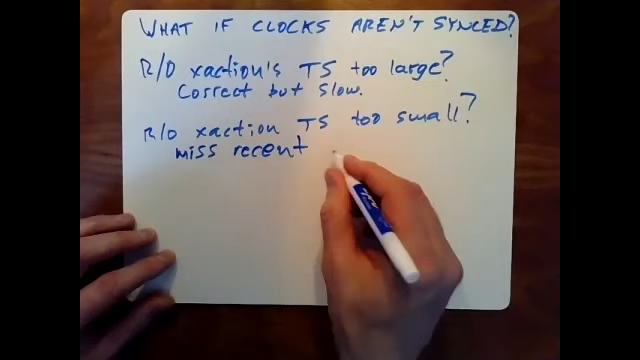 WHAT IF CLOCKS AREN'T SYNCED?
R/O xaction's TS too large?
Correct but slow.
R/O xaction TS too small?
miss recent